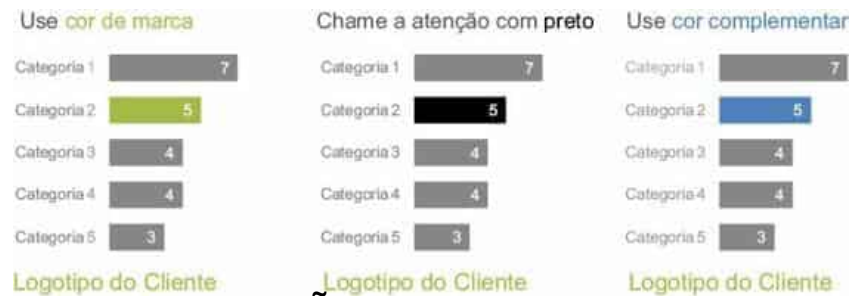 Use cor de marca
Categoria 1 7
Categoria 2 5
Categoria 3 4
Categoria 4 4
Categoria 5 3
Logotipo do Cliente
Chame a atenção com preto
Categoria 1 7
Categoria 2 5
Categoria 3 4
Categoria 4 4
Categoria 5 3
Logotipo do Cliente
Use cor complementar
Categoria 1 7
Categoria 2 5
Categoria 3 4
Categoria 4 4
Categoria 5 3
Logotipo do Cliente